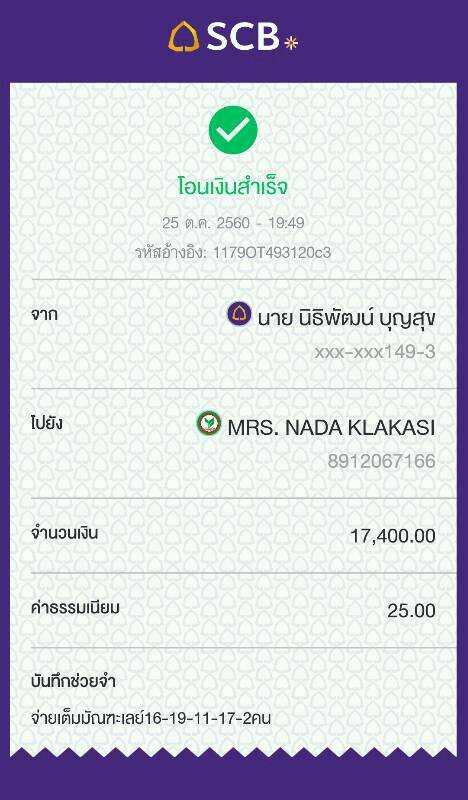 SCB
โอนเงินสำเร็จ
25 ต.ค. 2560 - 19:49
รหัสอ้างอิง: 1179OT493120c3
จาก
นาย นิธิพัฒน์ บุญสุข
xxx-xxx149-3
ไปยัง
MRS. NADA KLAKASI
8912067166
จำนวนเงิน 17,400.00
ค่าธรรมเนียม 25.00
บันทึกช่วยจำ
จ่ายเต็มมัณฑะเลย์16-19-11-17-2คน